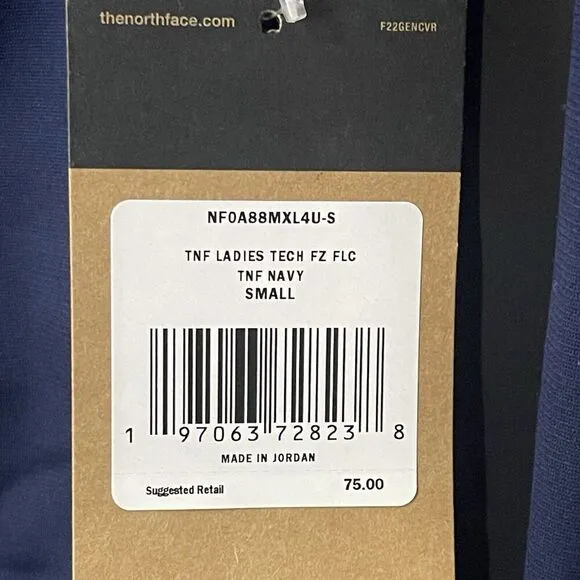 thenorthface.com
F22GENCVR
NF0A88MXL4U-S
TNF LADIES TECH FZ FLC
TNF NAVY
SMALL
1 97063 72823 8
MADE IN JORDAN
Suggested Retail 75.00